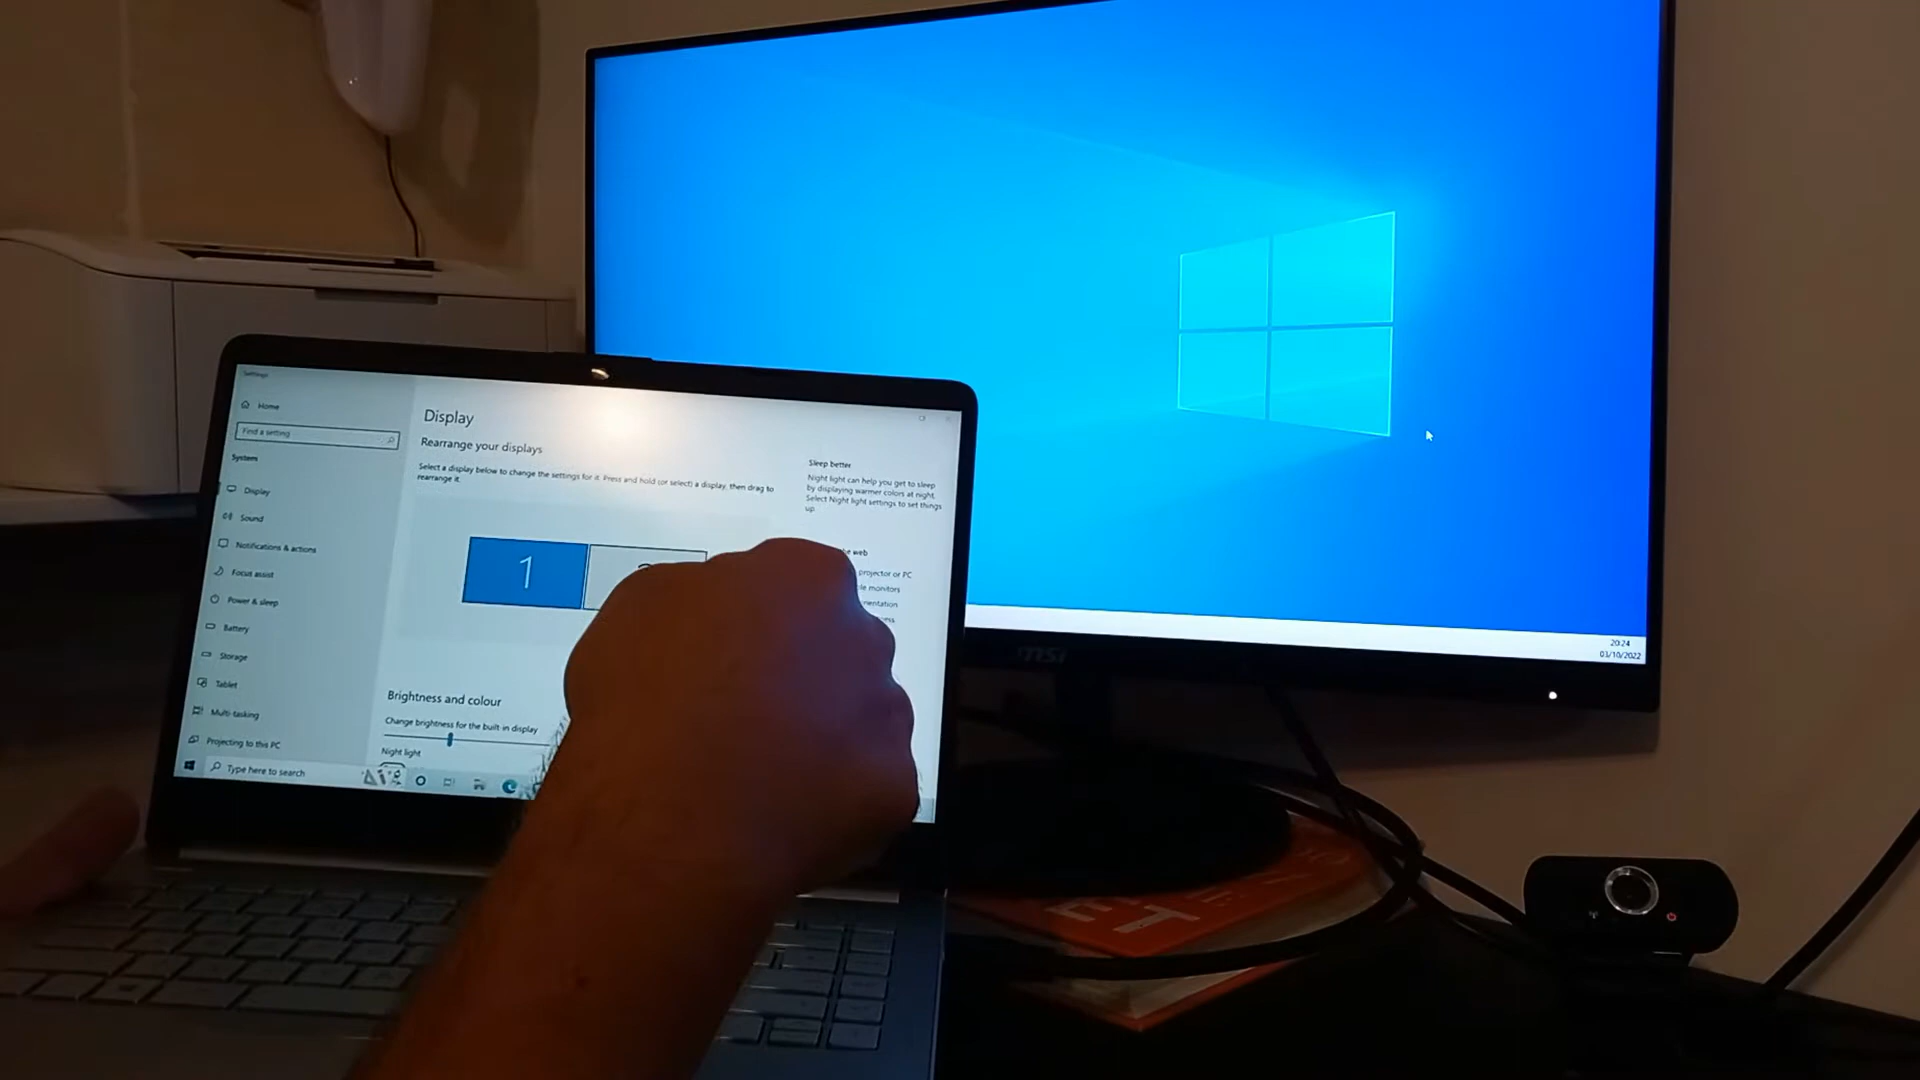 Settings
Home
Find a setting
System
Display
Sound
Notifications & actions
Focus assist
Power & sleep
Battery
Storage
Tablet
Multi-tasking
Projecting to this PC
Type here to search
Display
Rearrange your displays
Select a display below to change the settings for it. Press and hold (or select) a display, then drag to
rearrange it.
1
Brightness and colour
Change brightness for the built-in display
Night light
Sleep better
Night light can help you get to sleep
by displaying warmer colors at night.
Select Night light settings to set things
up.
web
projector or PC
monitors
msi
20:24
03/10/2022